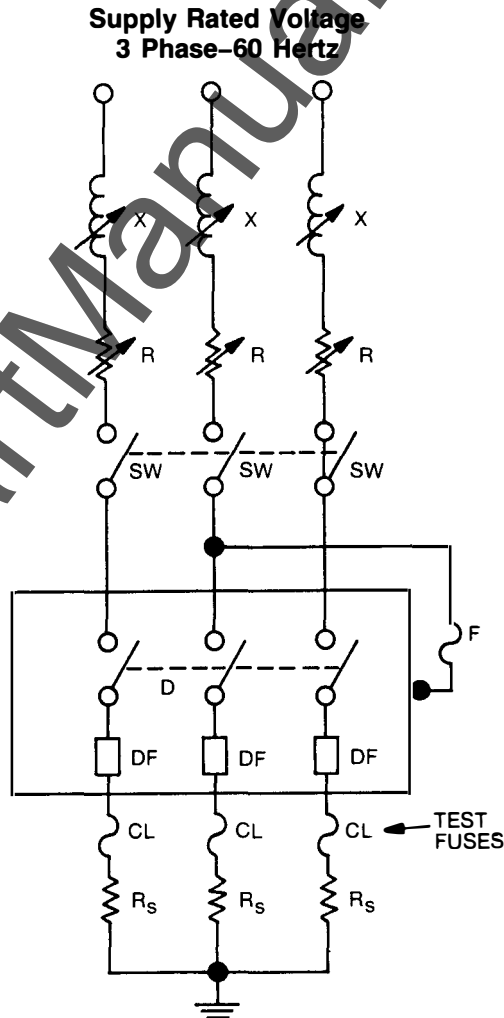 Supply Rated Voltage
3 Phase–60 Hertz
X X X
R R R
SW SW SW
F
D
DF DF DF
CL CL CL TEST
FUSES
RS RS RS